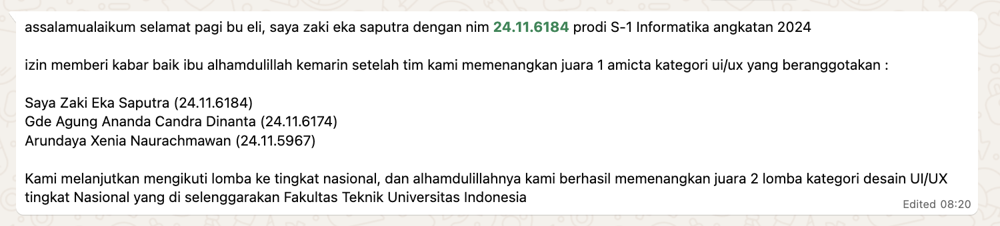 assalamualaikum selamat pagi bu eli, saya zaki eka saputra dengan nim 24.11.6184 prodi S-1 Informatika angkatan 2024
izin memberi kabar baik ibu alhamdulillah kemarin setelah tim kami memenangkan juara 1 amicta kategori ui/ux yang beranggotakan :
Saya Zaki Eka Saputra (24.11.6184)
Gde Agung Ananda Candra Dinanta (24.11.6174)
Arundaya Xenia Naurachmawan (24.11.5967)
Kami melanjutkan mengikuti lomba ke tingkat nasional, dan alhamdulillahnya kami berhasil memenangkan juara 2 lomba kategori desain UI/UX
tingkat Nasional yang di selenggarakan Fakultas Teknik Universitas Indonesia
Edited 08:20